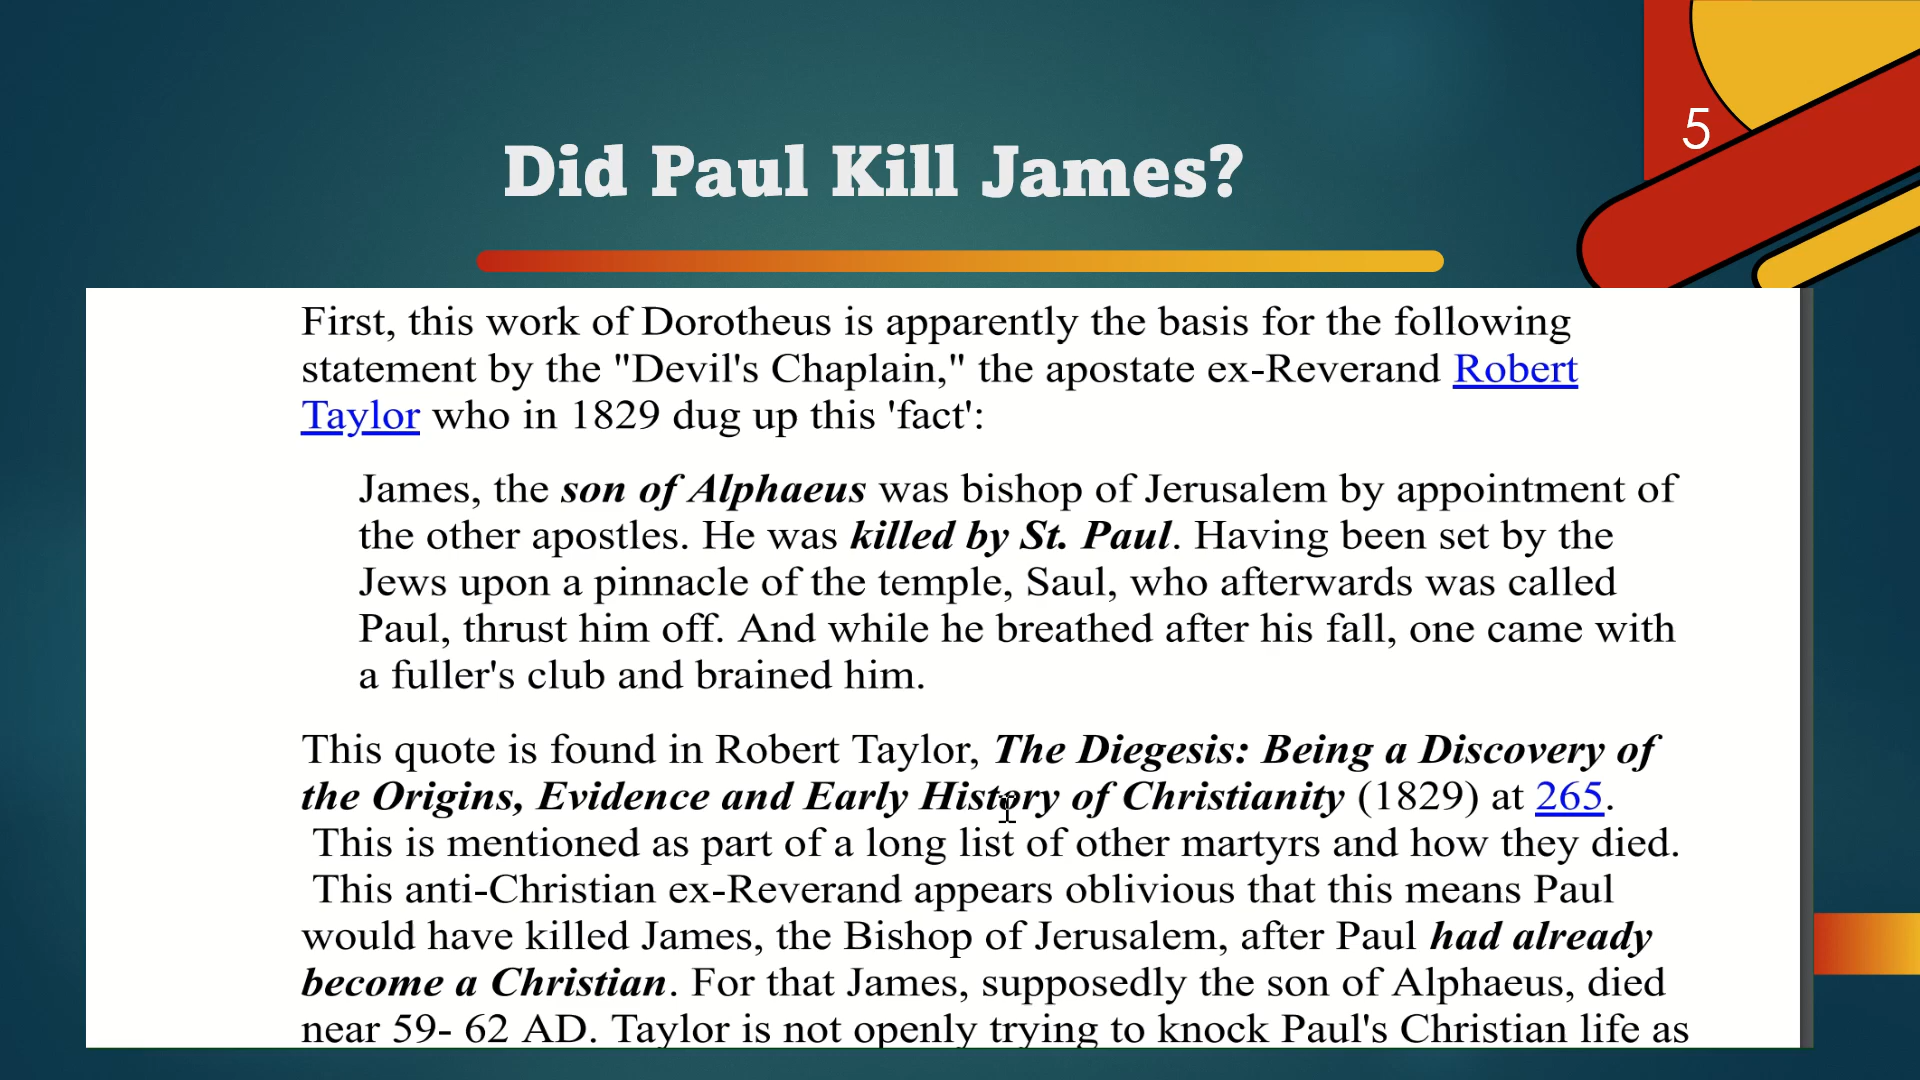 5
Did Paul Kill James?
First, this work of Dorotheus is apparently the basis for the following
statement by the "Devil's Chaplain," the apostate ex-Reverand Robert
Taylor who in 1829 dug up this 'fact':
James, the son of Alphaeus was bishop of Jerusalem by appointment of
the other apostles. He was killed by St. Paul. Having been set by the
Jews upon a pinnacle of the temple, Saul, who afterwards was called
Paul, thrust him off. And while he breathed after his fall, one came with
a fuller's club and brained him.
This quote is found in Robert Taylor, The Diegesis: Being a Discovery of
the Origins, Evidence and Early History of Christianity (1829) at 265.
This is mentioned as part of a long list of other martyrs and how they died.
This anti-Christian ex-Reverand appears oblivious that this means Paul
would have killed James, the Bishop of Jerusalem, after Paul had already
become a Christian. For that James, supposedly the son of Alphaeus, died
near 59- 62 AD. Taylor is not openly trying to knock Paul's Christian life as